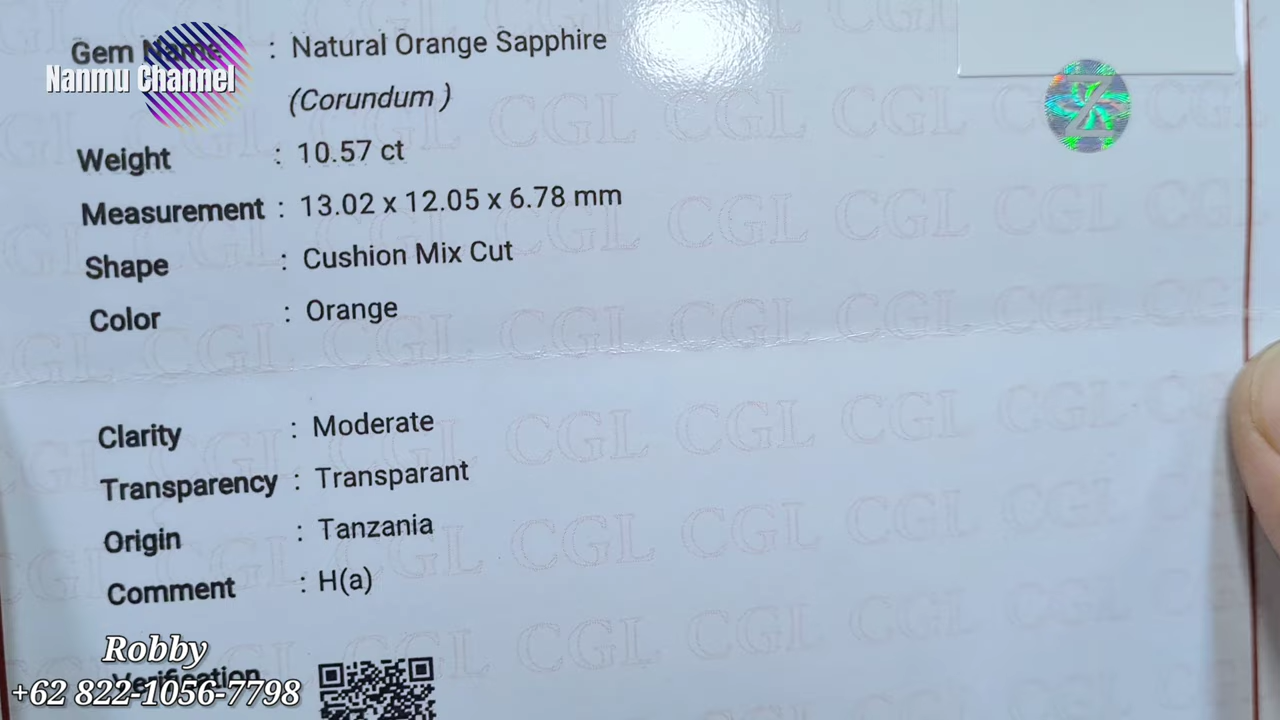 Gem Name : Natural Orange Sapphire
Nanmu Channel
(Corundum )
Weight : 10.57 ct
Measurement : 13.02 x 12.05 x 6.78 mm
Shape : Cushion Mix Cut
Color : Orange
Clarity : Moderate
Transparency : Transparant
Origin : Tanzania
Comment : H(a)
Robby
Verification
+62 822-1056-7798
CGL